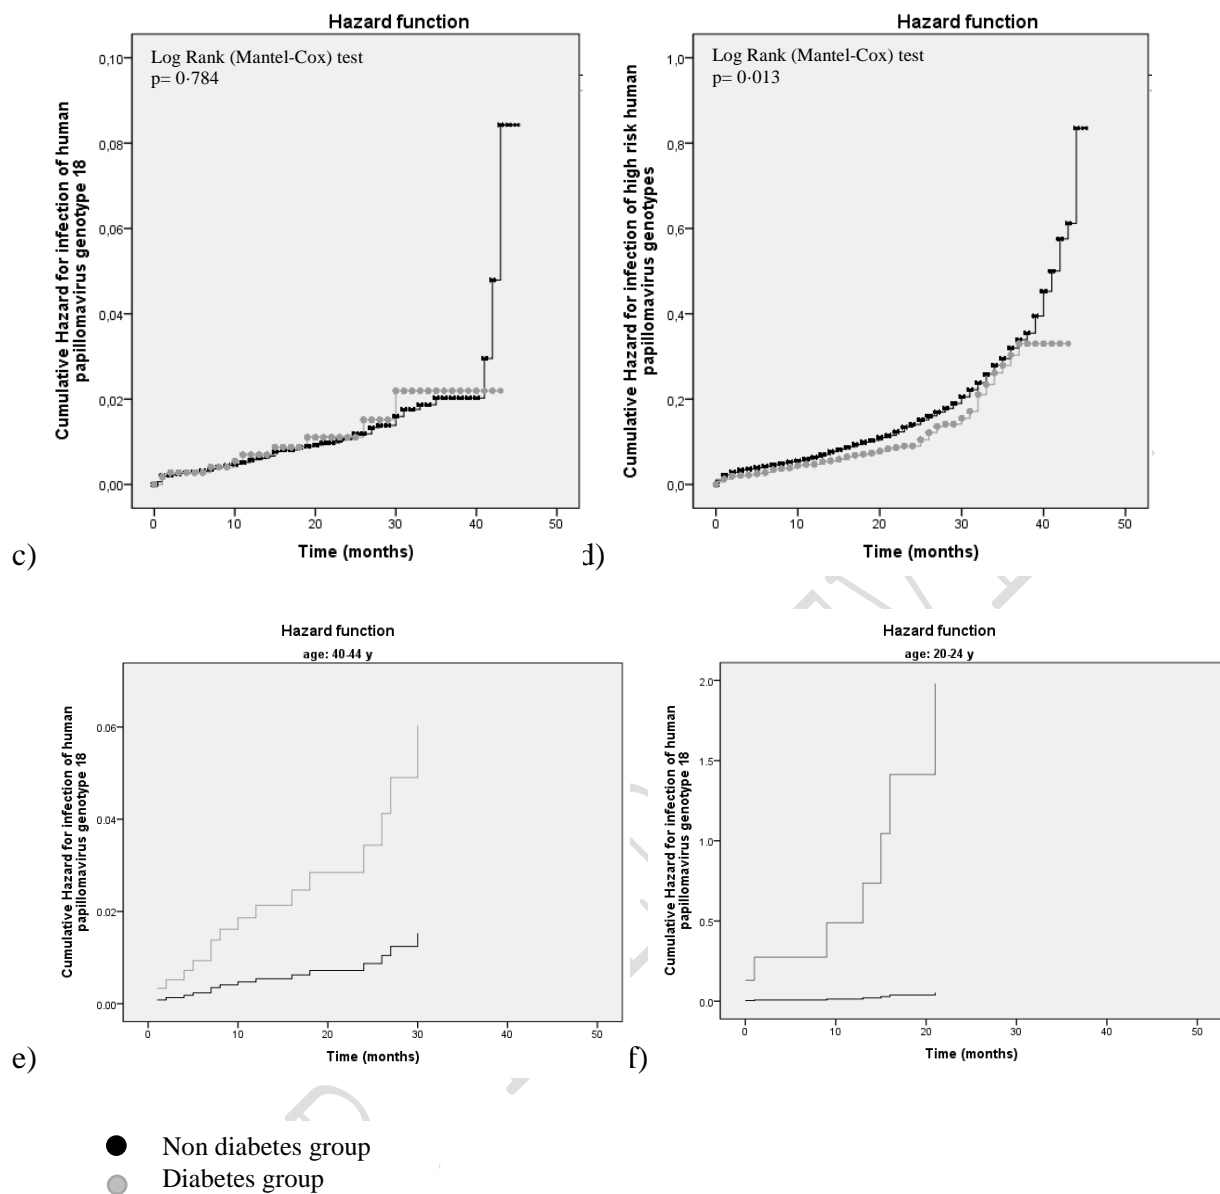 Hazard function
Log Rank (Mantel-Cox) test
p= 0·784
Cumulative Hazard for infection of human
papillomavirus genotype 18
0,10
0,08
0,06
0,04
0,02
0,00
0 10 20 30 40 50
Time (months)
c)
Hazard function
Log Rank (Mantel-Cox) test
p= 0·013
Cumulative Hazard for infection of high risk human
papillomavirus genotypes
1,0
0,8
0,6
0,4
0,2
0,0
0 10 20 30 40 50
Time (months)
d)
Hazard function
age: 40-44 y
Cumulative Hazard for infection of human
papillomavirus genotype 18
0.06
0.04
0.02
0.00
0 10 20 30 40 50
Time (months)
e)
Hazard function
age: 20-24 y
Cumulative Hazard for infection of human
papillomavirus genotype 18
2.0
1.5
1.0
0.5
0.0
0 10 20 30 40 50
Time (months)
f)
Non diabetes group
Diabetes group